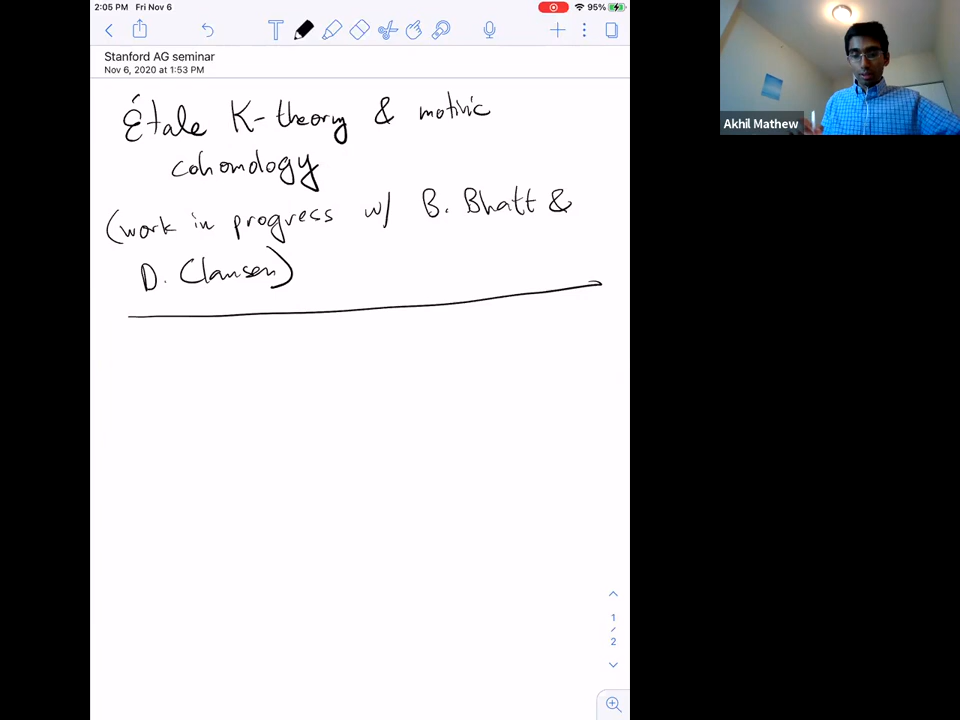 2:05 PM Fri Nov 6
95%
Stanford AG seminar
Nov 6, 2020 at 1:53 PM
Étale K-theory & motivic
cohomology
(work in progress w/ B. Bhatt &
D. Clausen)
Akhil Mathew
1
/
2